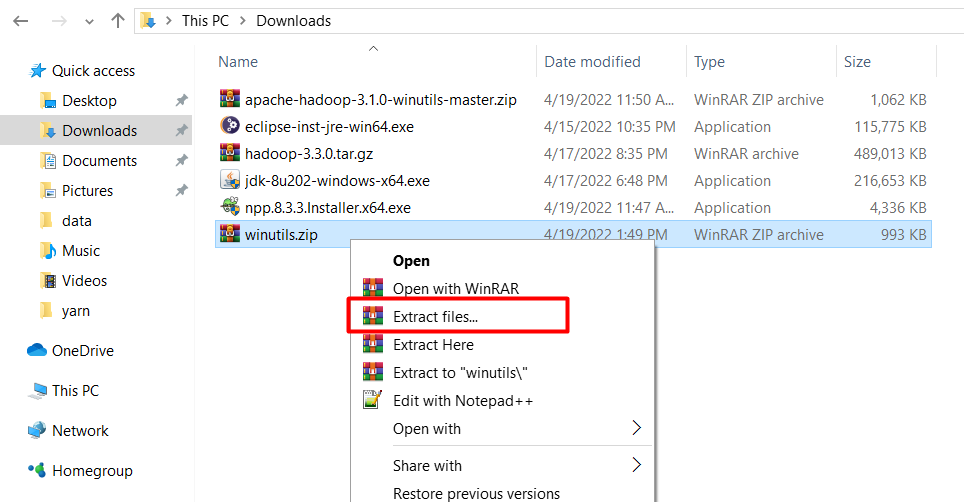 This PC > Downloads
Name Date modified Type Size
Quick access
Desktop
Downloads
Documents
Pictures
data
Music
Videos
yarn
OneDrive
This PC
Network
Homegroup
apache-hadoop-3.1.0-winutils-master.zip 4/19/2022 11:50 A... WinRAR ZIP archive 1,062 KB
eclipse-inst-jre-win64.exe 4/15/2022 10:35 PM Application 115,775 KB
hadoop-3.3.0.tar.gz 4/17/2022 8:35 PM WinRAR archive 489,013 KB
jdk-8u202-windows-x64.exe 4/17/2022 6:48 PM Application 216,653 KB
npp.8.3.3.Installer.x64.exe 4/19/2022 11:47 A... Application 4,336 KB
winutils.zip 4/19/2022 1:49 PM WinRAR ZIP archive 993 KB
Open
Open with WinRAR
Extract files...
Extract Here
Extract to "winutils\"
Edit with Notepad++
Open with
Share with
Restore previous versions